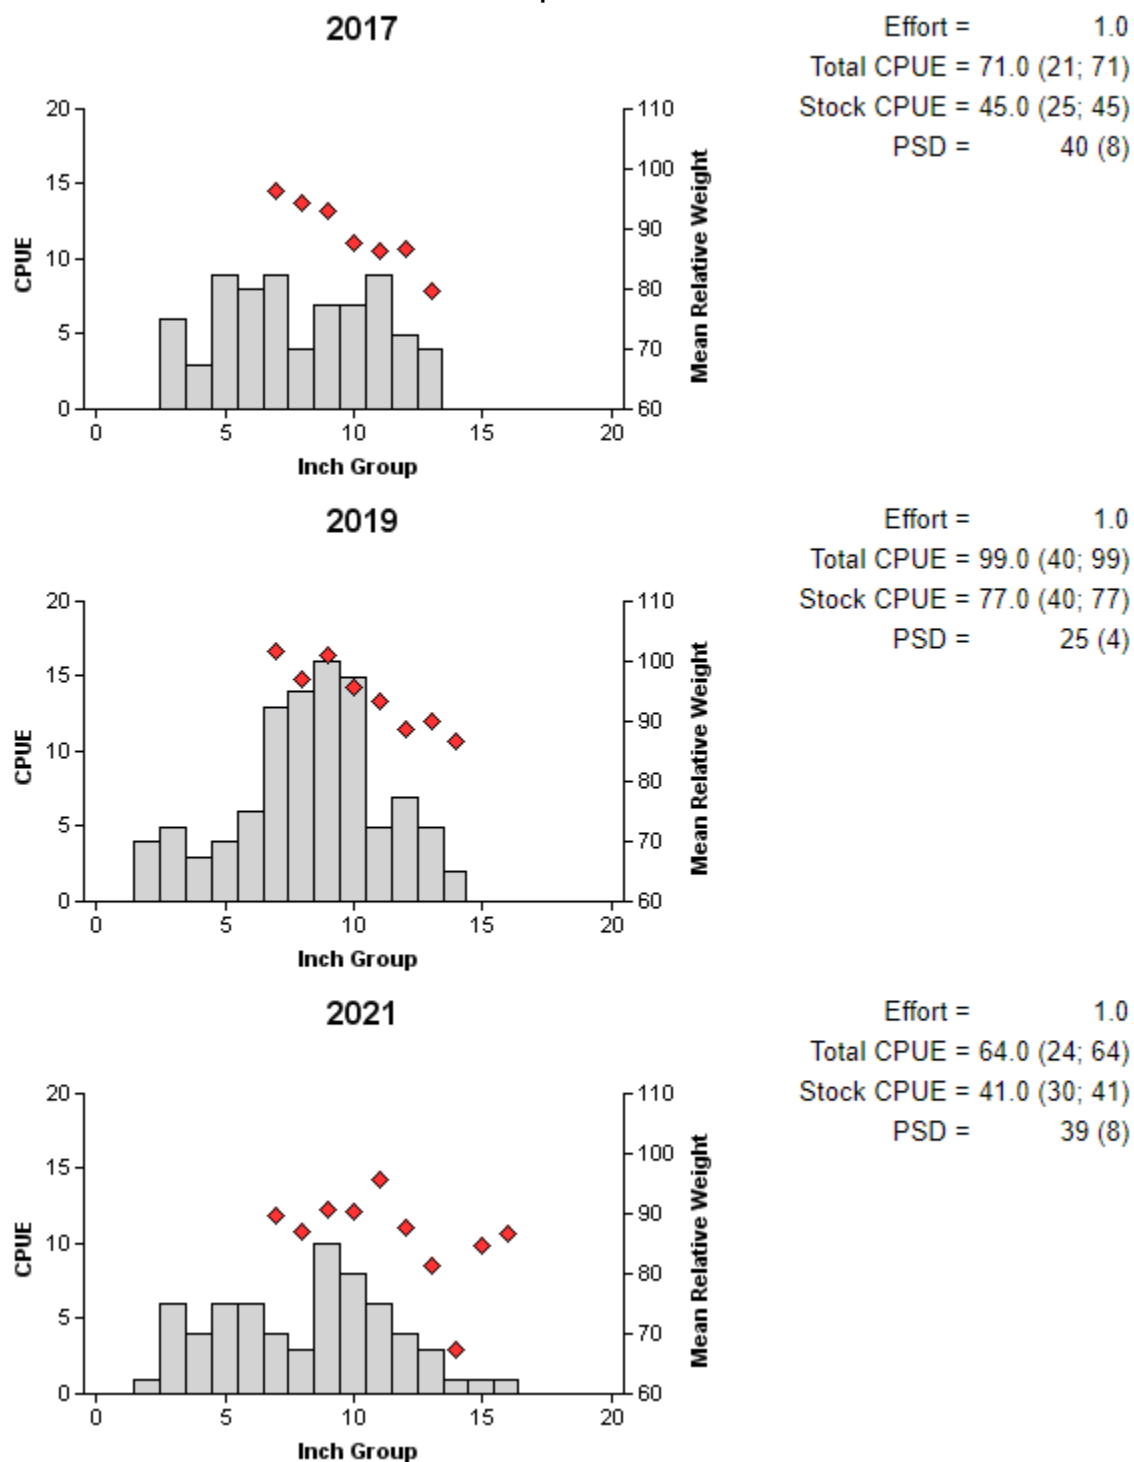 2017
Effort = 1.0
Total CPUE = 71.0 (21; 71)
Stock CPUE = 45.0 (25; 45)
PSD = 40 (8)
20
15
10
5
0
CPUE
110
100
90
80
70
60
Mean Relative Weight
0 5 10 15 20
Inch Group
2019
Effort = 1.0
Total CPUE = 99.0 (40; 99)
Stock CPUE = 77.0 (40; 77)
PSD = 25 (4)
20
15
10
5
0
CPUE
110
100
90
80
70
60
Mean Relative Weight
0 5 10 15 20
Inch Group
2021
Effort = 1.0
Total CPUE = 64.0 (24; 64)
Stock CPUE = 41.0 (30; 41)
PSD = 39 (8)
20
15
10
5
0
CPUE
110
100
90
80
70
60
Mean Relative Weight
0 5 10 15 20
Inch Group